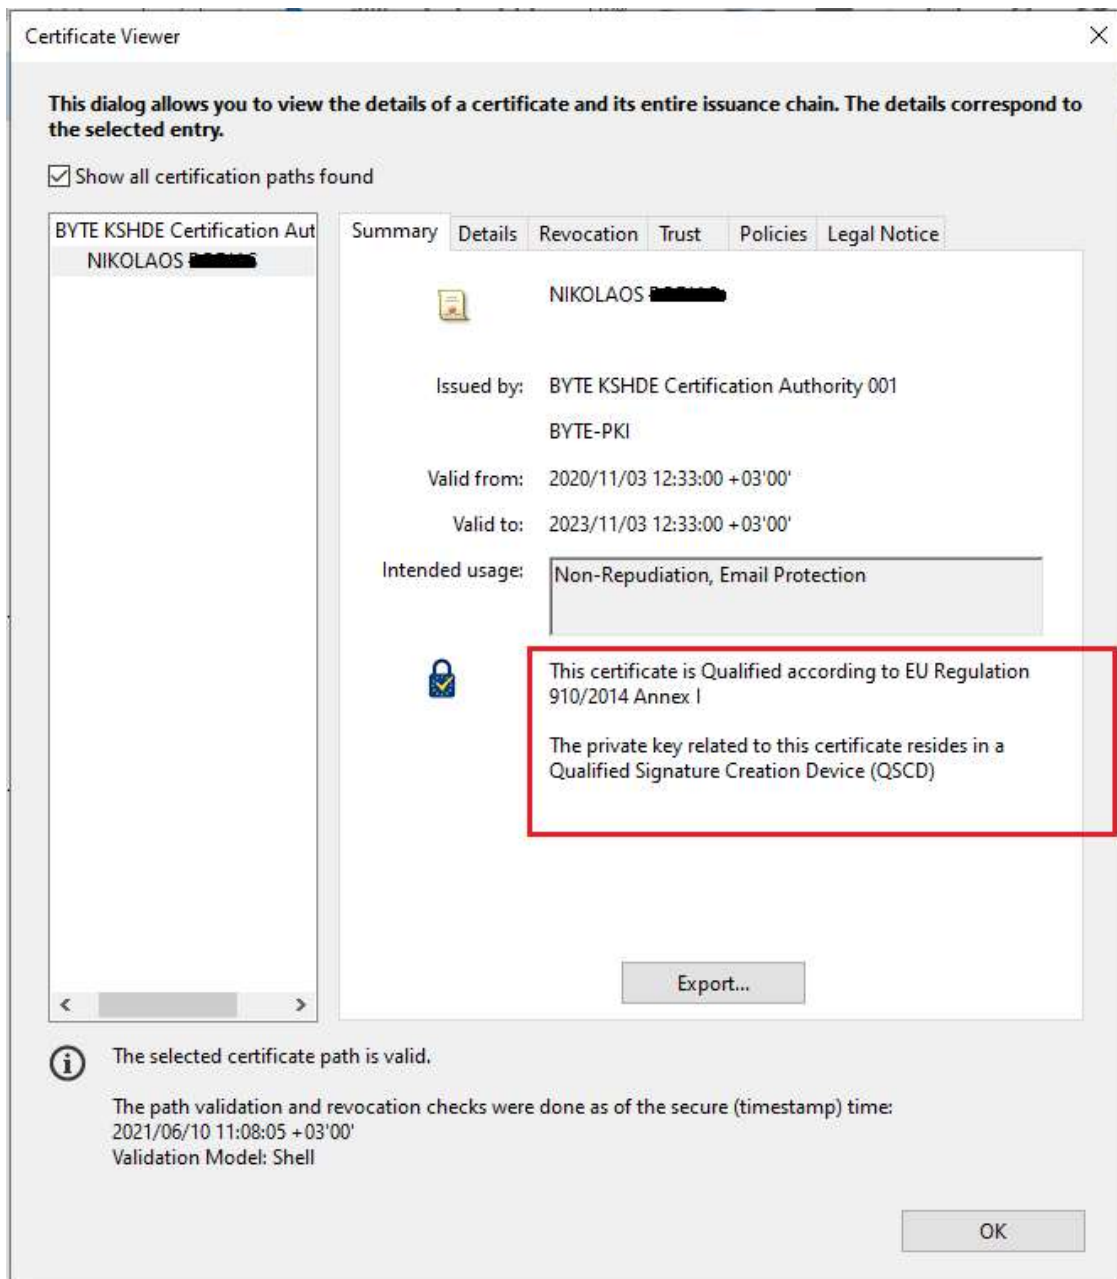 Certificate Viewer
This dialog allows you to view the details of a certificate and its entire issuance chain. The details correspond to
the selected entry.
Show all certification paths found
BYTE KSHDE Certification Aut
NIKOLAOS
Summary
Details
Revocation
Trust
Policies
Legal Notice
NIKOLAOS
Issued by:
BYTE KSHDE Certification Authority 001
BYTE-PKI
Valid from:
2020/11/03 12:33:00 +03'00'
Valid to:
2023/11/03 12:33:00 +03'00'
Intended usage:
Non-Repudiation, Email Protection
This certificate is Qualified according to EU Regulation
910/2014 Annex I
The private key related to this certificate resides in a
Qualified Signature Creation Device (QSCD)
Export...
The selected certificate path is valid.
The path validation and revocation checks were done as of the secure (timestamp) time:
2021/06/10 11:08:05 +03'00'
Validation Model: Shell
OK